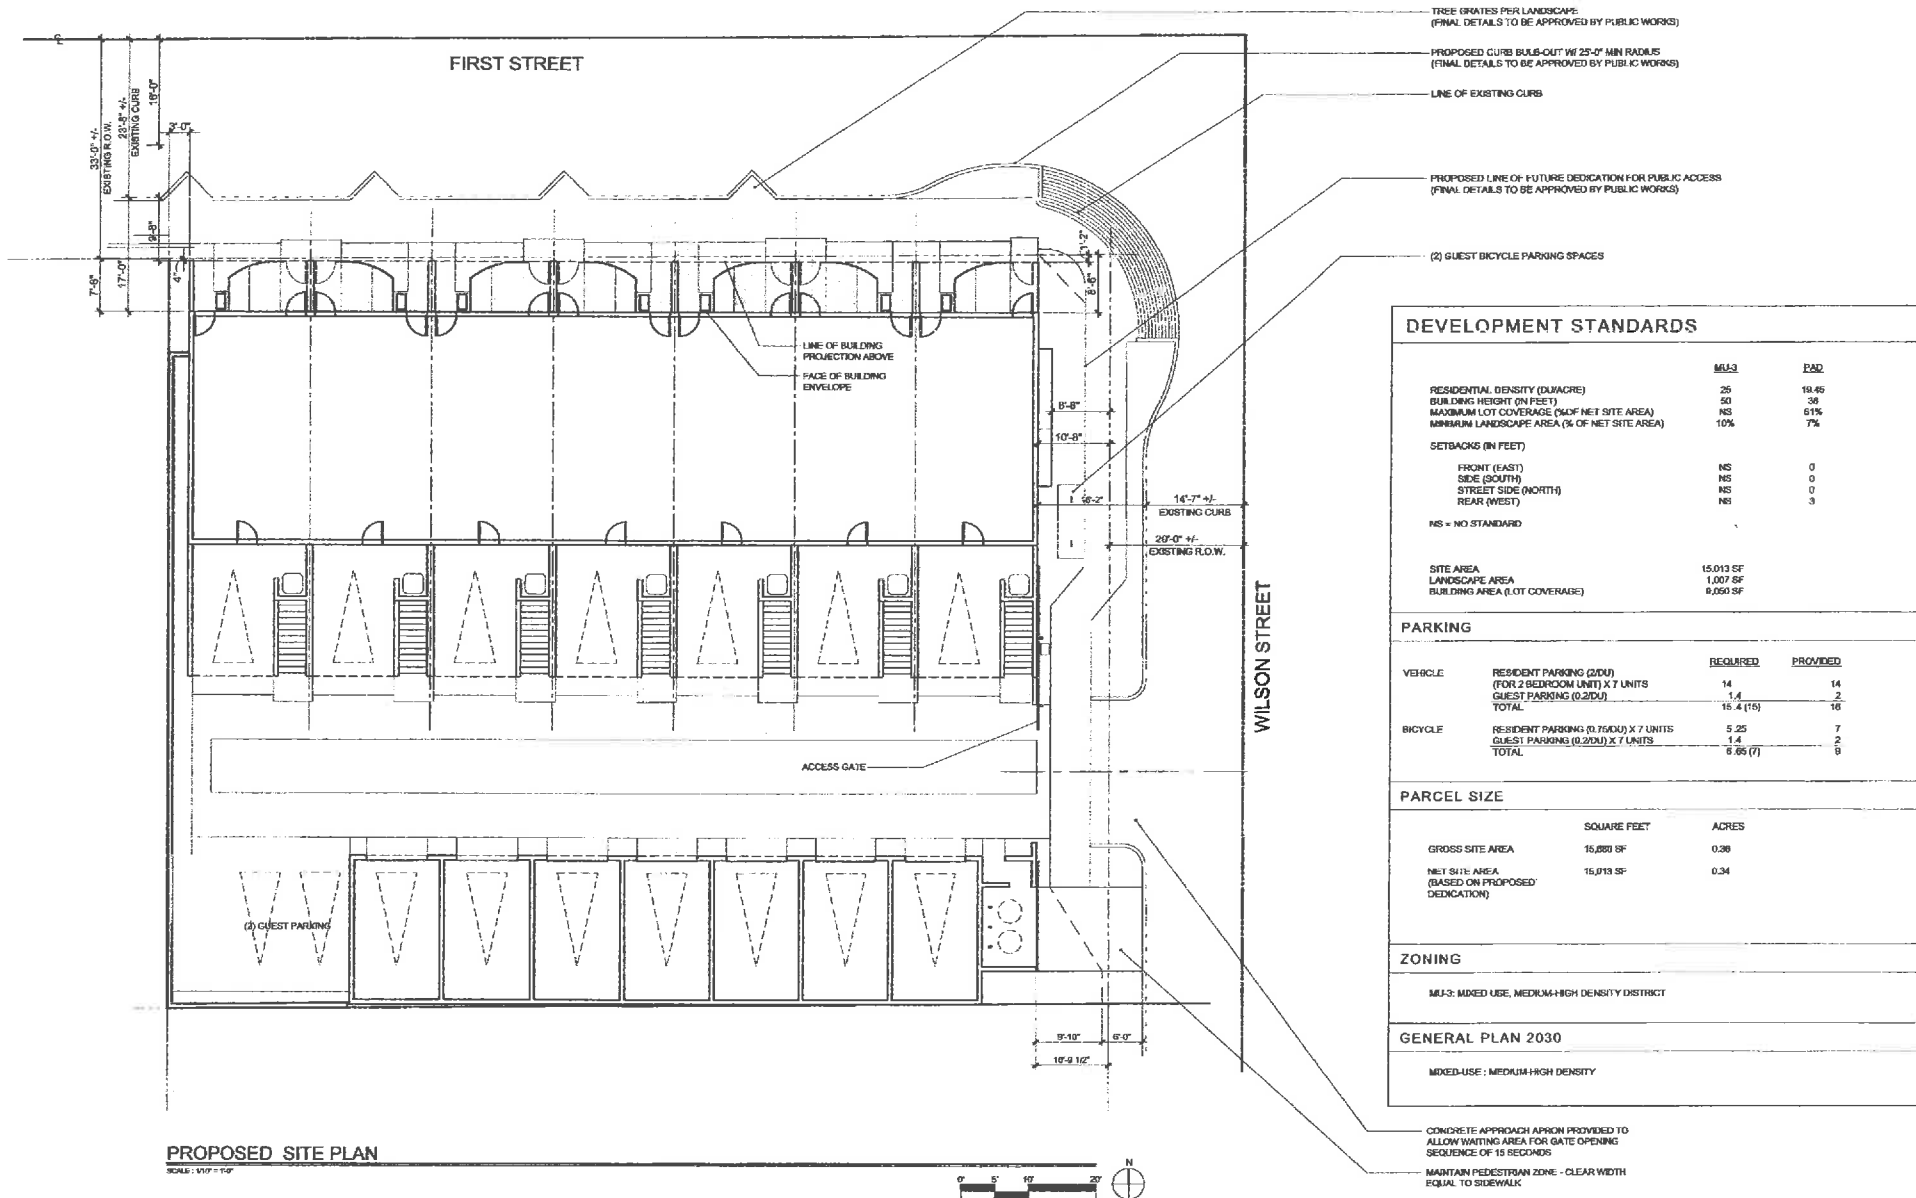 TREE GRATES PER LANDSCAPE
(FINAL DETAILS TO BE APPROVED BY PUBLIC WORKS)
PROPOSED CURB BULB-OUT W/ 25'-0" MIN RADIUS
(FINAL DETAILS TO BE APPROVED BY PUBLIC WORKS)
LINE OF EXISTING CURB
PROPOSED LINE OF FUTURE DEDICATION FOR PUBLIC ACCESS
(FINAL DETAILS TO BE APPROVED BY PUBLIC WORKS)
(2) GUEST BICYCLE PARKING SPACES
FIRST STREET
33'-0" +/-
EXISTING R.O.W.
23'-8" +/-
EXISTING CURB
16'-0"
3'-0"
9'-8"
7'-6"
17'-0"
4"
1'-2"
8'-8"
LINE OF BUILDING
PROJECTION ABOVE
FACE OF BUILDING
ENVELOPE
10'-8"
14'-7" +/-
EXISTING CURB
20'-0" +/-
EXISTING R.O.W.
WILSON STREET
ACCESS GATE
(2) GUEST PARKING
9'-10"
6'-0"
10'-9 1/2"
DEVELOPMENT STANDARDS
MU-3 PAD
RESIDENTIAL DENSITY (DU/ACRE) 25 19.45
BUILDING HEIGHT (IN FEET) 50 38
MAXIMUM LOT COVERAGE (% OF NET SITE AREA) NS 61%
MINIMUM LANDSCAPE AREA (% OF NET SITE AREA) 10% 7%
SETBACKS (IN FEET)
FRONT (EAST) NS 0
SIDE (SOUTH) NS 0
STREET SIDE (NORTH) NS 0
REAR (WEST) NS 3
NS = NO STANDARD
SITE AREA 15,013 SF
LANDSCAPE AREA 1,007 SF
BUILDING AREA (LOT COVERAGE) 9,050 SF
PARKING
REQUIRED PROVIDED
VEHICLE RESIDENT PARKING (2/DU)
(FOR 2 BEDROOM UNIT) X 7 UNITS 14 14
GUEST PARKING (0.2/DU) 1.4 2
TOTAL 15.4 (15) 16
BICYCLE RESIDENT PARKING (0.75/DU) X 7 UNITS 5.25 7
GUEST PARKING (0.2/DU) X 7 UNITS 1.4 2
TOTAL 6.65 (7) 9
PARCEL SIZE
SQUARE FEET ACRES
GROSS SITE AREA 15,680 SF 0.36
NET SITE AREA 15,013 SF 0.34
(BASED ON PROPOSED
DEDICATION)
ZONING
MU-3: MIXED USE, MEDIUM-HIGH DENSITY DISTRICT
GENERAL PLAN 2030
MIXED-USE : MEDIUM-HIGH DENSITY
CONCRETE APPROACH APRON PROVIDED TO
ALLOW WAITING AREA FOR GATE OPENING
SEQUENCE OF 15 SECONDS
MAINTAIN PEDESTRIAN ZONE - CLEAR WIDTH
EQUAL TO SIDEWALK
PROPOSED SITE PLAN
SCALE : 1/10" = 1'-0"
0' 5' 10' 20'
N